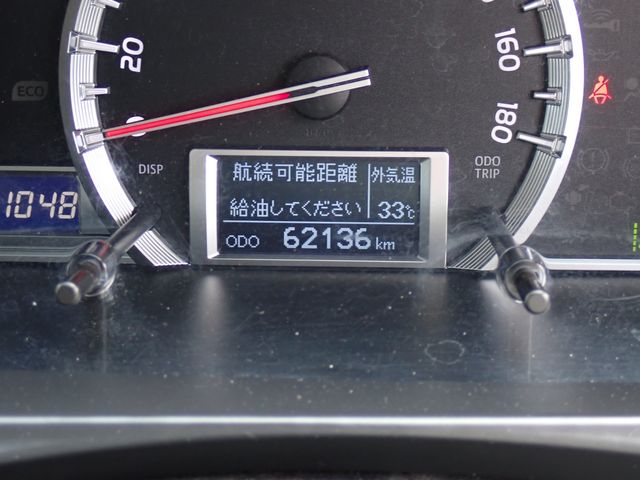 20
160
ECO
180
0
DISP
ODO
TRIP
航続可能距離
外気温
給油してください
33℃
1048
ODO 62136 km